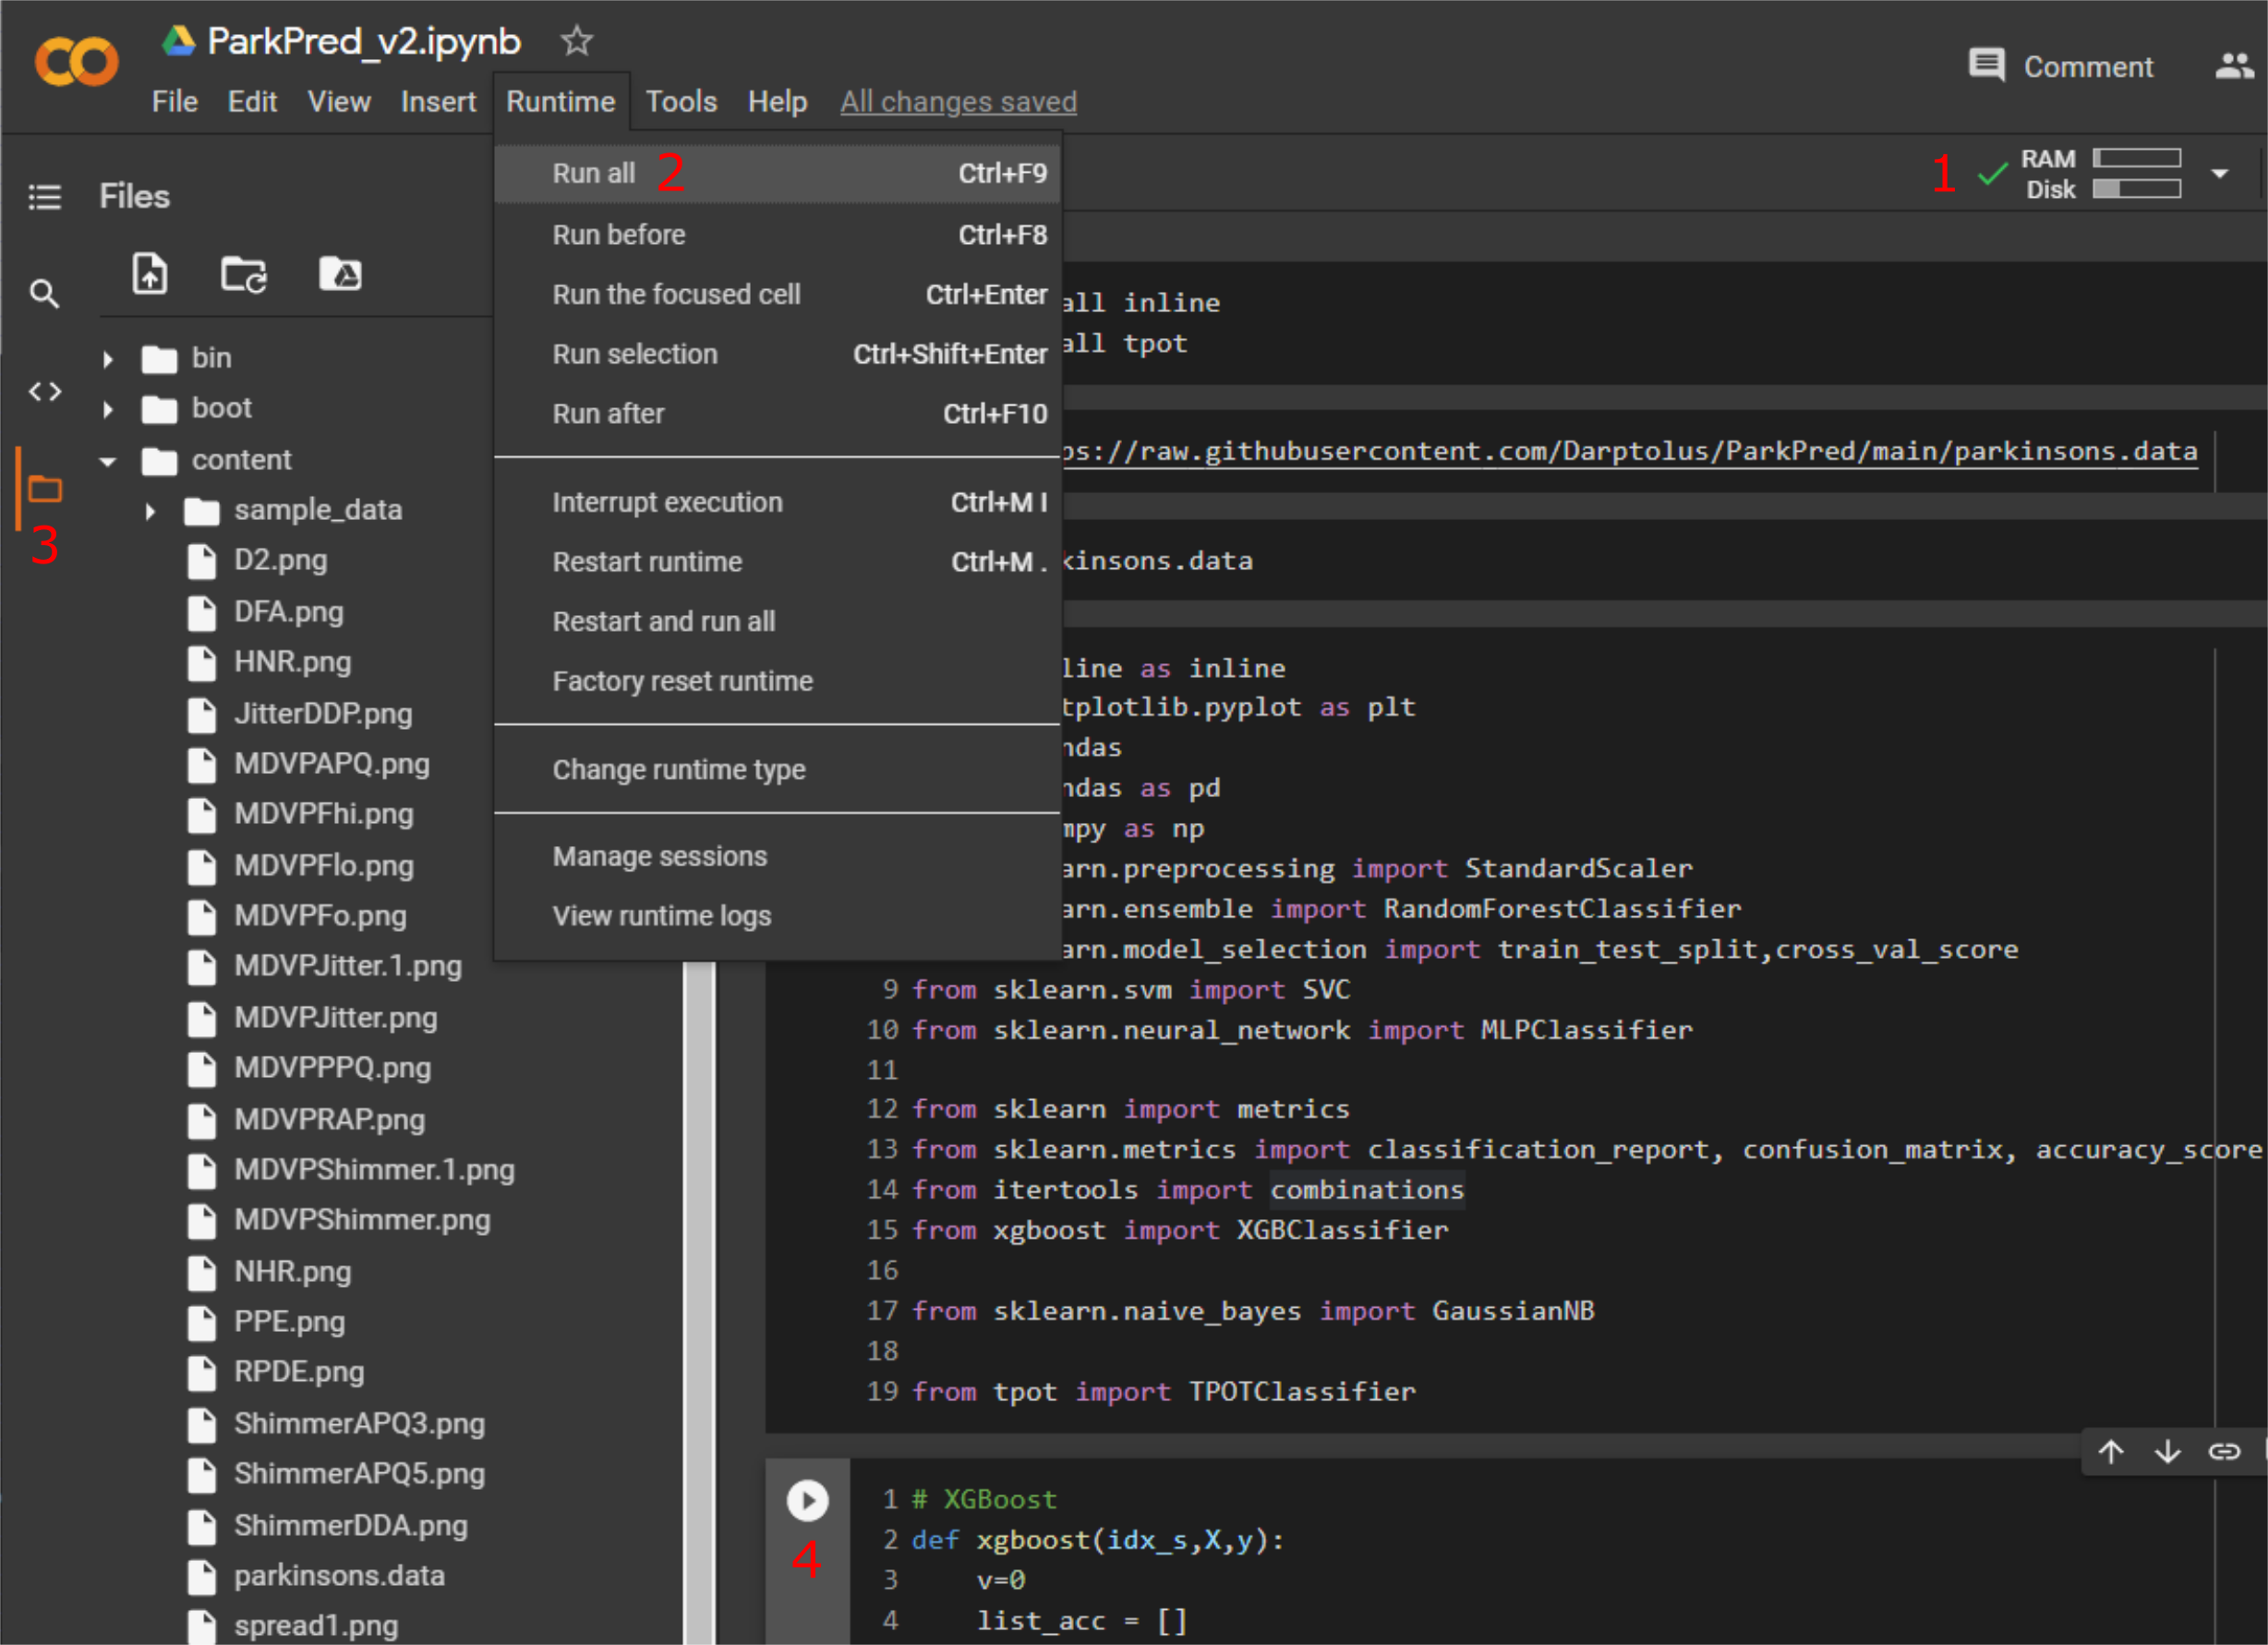 ParkPred_v2.ipynb
File Edit View Insert Runtime Tools Help All changes saved
Comment
Run all 2 Ctrl+F9
Run before Ctrl+F8
Run the focused cell Ctrl+Enter
Run selection Ctrl+Shift+Enter
Run after Ctrl+F10
Interrupt execution Ctrl+M I
Restart runtime Ctrl+M .
Restart and run all
Factory reset runtime
Change runtime type
Manage sessions
View runtime logs
1
RAM
Disk
Files
3
bin
boot
content
sample_data
D2.png
DFA.png
HNR.png
JitterDDP.png
MDVPAPQ.png
MDVPFhi.png
MDVPFlo.png
MDVPFo.png
MDVPJitter.1.png
MDVPJitter.png
MDVPPPQ.png
MDVPRAP.png
MDVPShimmer.1.png
MDVPShimmer.png
NHR.png
PPE.png
RPDE.png
ShimmerAPQ3.png
ShimmerAPQ5.png
ShimmerDDA.png
parkinsons.data
spread1.png
all inline
all tpot
ps://raw.githubusercontent.com/Darptolus/ParkPred/main/parkinsons.data
kinsons.data
line as inline
tplotlib.pyplot as plt
ndas
ndas as pd
mpy as np
arn.preprocessing import StandardScaler
arn.ensemble import RandomForestClassifier
arn.model_selection import train_test_split,cross_val_score
9 from sklearn.svm import SVC
10 from sklearn.neural_network import MLPClassifier
11
12 from sklearn import metrics
13 from sklearn.metrics import classification_report, confusion_matrix, accuracy_score
14 from itertools import combinations
15 from xgboost import XGBClassifier
16
17 from sklearn.naive_bayes import GaussianNB
18
19 from tpot import TPOTClassifier
4
1 # XGBoost
2 def xgboost(idx_s,X,y):
3 v=0
4 list_acc = []